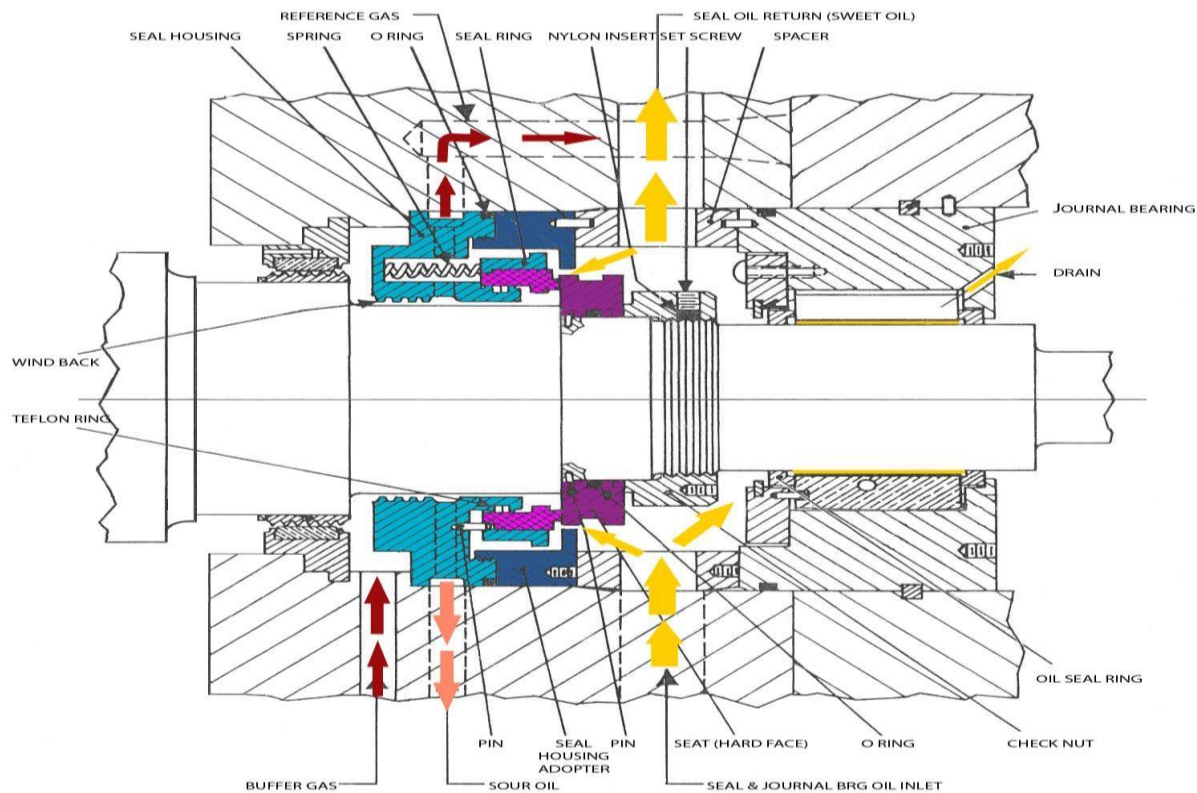 REFERENCE GAS
SEAL OIL RETURN (SWEET OIL)
SEAL HOUSING
SPRING
O RING
SEAL RING
NYLON INSERT
SET SCREW
SPACER
JOURNAL BEARING
DRAIN
WIND BACK
TEFLON RING
OIL SEAL RING
PIN
SEAL
HOUSING
ADOPTER
PIN
SEAT (HARD FACE)
O RING
CHECK NUT
BUFFER GAS
SOUR OIL
SEAL & JOURNAL BRG OIL INLET